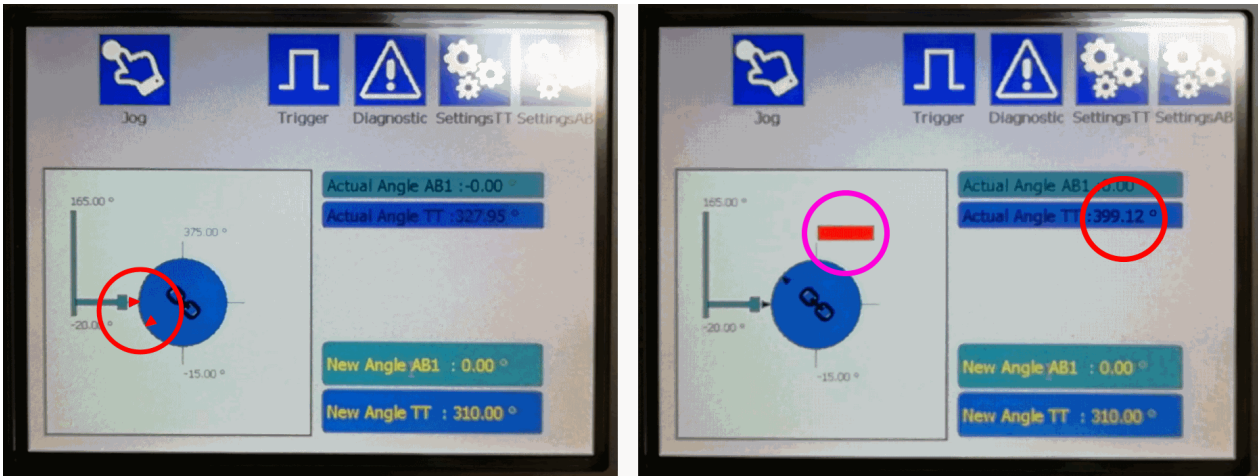 Jog
Trigger
Diagnostic
SettingsTT
SettingsAB
165.00 °
375.00 °
-20.00 °
-15.00 °
Actual Angle AB1 :-0.00 °
Actual Angle TT :327.95 °
New Angle AB1 : 0.00 °
New Angle TT : 310.00 °
Jog
Trigger
Diagnostic
SettingsTT
SettingsAB
165.00 °
-20.00 °
-15.00 °
Actual Angle AB1 0.00
Actual Angle TT :399.12 °
New Angle AB1 : 0.00 °
New Angle TT : 310.00 °